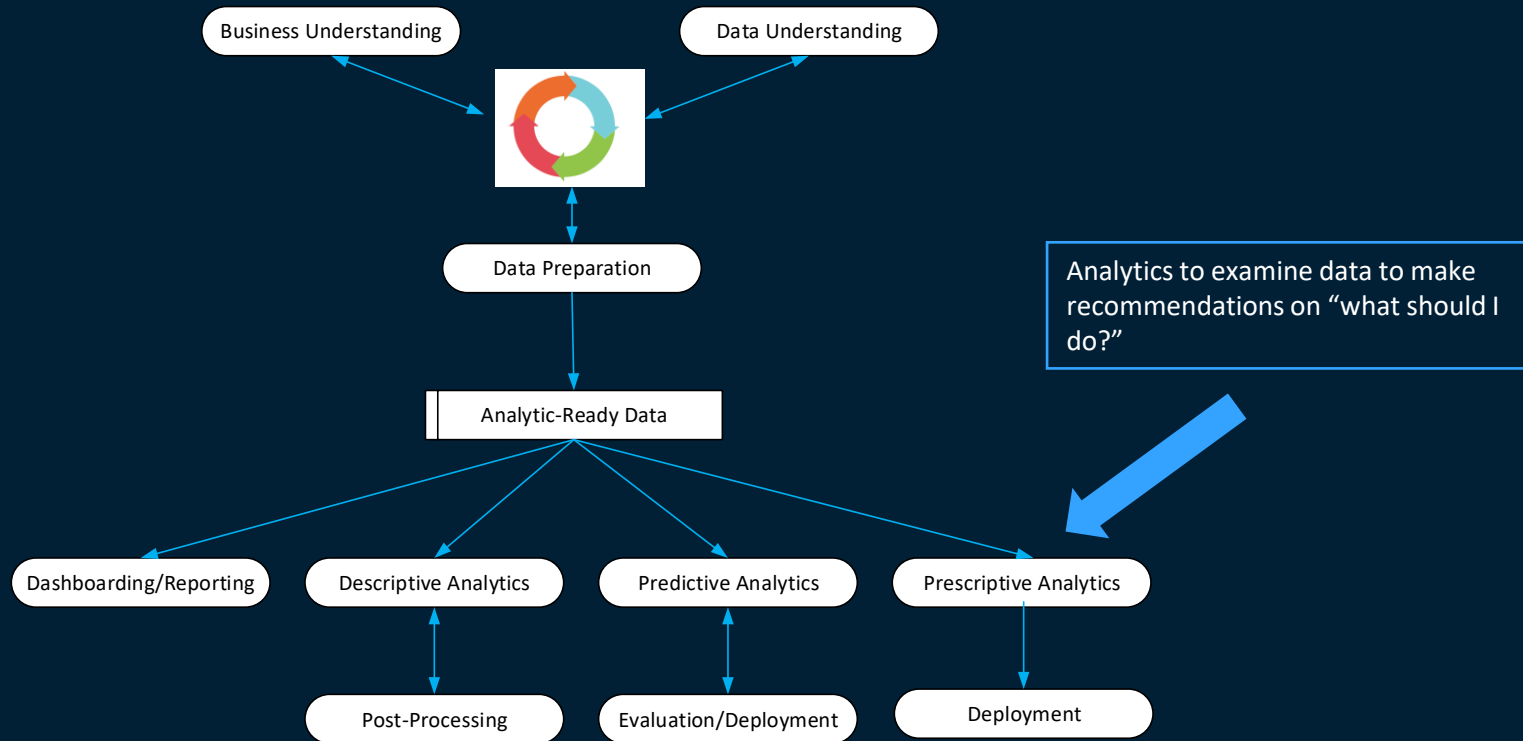 Business Understanding
Data Understanding
Data Preparation
Analytics to examine data to make
recommendations on “what should I
do?”
Analytic-Ready Data
Dashboarding/Reporting
Descriptive Analytics
Predictive Analytics
Prescriptive Analytics
Post-Processing
Evaluation/Deployment
Deployment